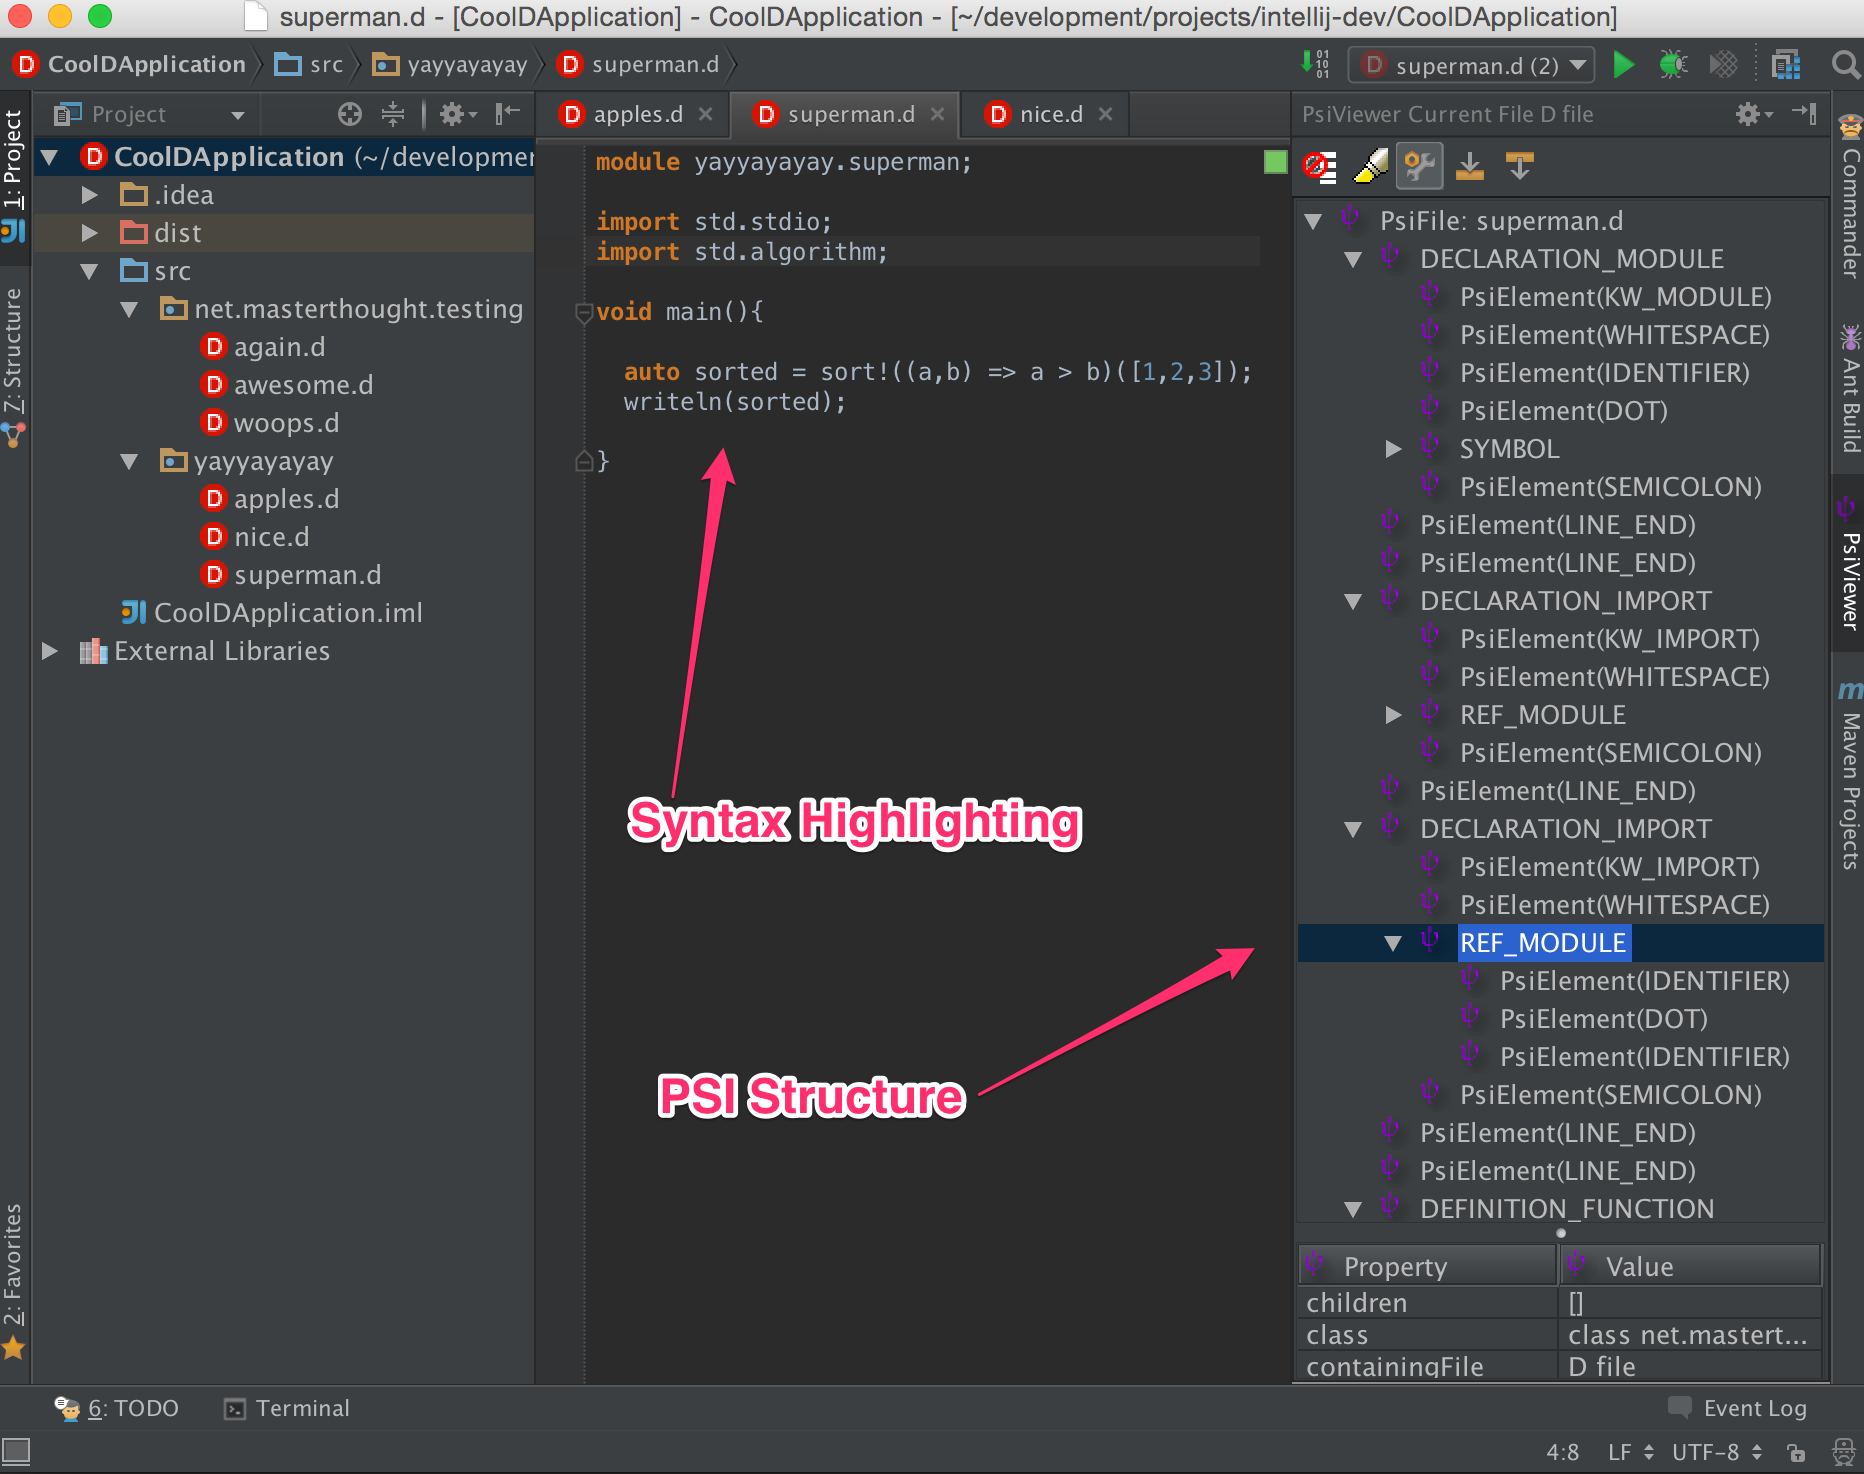 superman.d - [CoolDApplication] - CoolDApplication - [~/development/projects/intellij-dev/CoolDApplication]
CoolDApplication
src
yayyayayay
superman.d
superman.d (2)
Project
apples.d
superman.d
nice.d
PsiViewer Current File D file
1: Project
7: Structure
2: Favorites
CoolDApplication (~/developmen
.idea
dist
src
net.masterthought.testing
again.d
awesome.d
woops.d
yayyayayay
apples.d
nice.d
superman.d
CoolDApplication.iml
External Libraries
module yayyayayay.superman;
import std.stdio;
import std.algorithm;
void main(){
auto sorted = sort!((a,b) => a > b)([1,2,3]);
writeln(sorted);
}
Syntax Highlighting
PSI Structure
PsiFile: superman.d
DECLARATION_MODULE
PsiElement(KW_MODULE)
PsiElement(WHITESPACE)
PsiElement(IDENTIFIER)
PsiElement(DOT)
SYMBOL
PsiElement(SEMICOLON)
PsiElement(LINE_END)
PsiElement(LINE_END)
DECLARATION_IMPORT
PsiElement(KW_IMPORT)
PsiElement(WHITESPACE)
REF_MODULE
PsiElement(SEMICOLON)
PsiElement(LINE_END)
DECLARATION_IMPORT
PsiElement(KW_IMPORT)
PsiElement(WHITESPACE)
REF_MODULE
PsiElement(IDENTIFIER)
PsiElement(DOT)
PsiElement(IDENTIFIER)
PsiElement(SEMICOLON)
PsiElement(LINE_END)
PsiElement(LINE_END)
DEFINITION_FUNCTION
Property Value
children []
class class net.mastert...
containingFile D file
Commander
Ant Build
PsiViewer
Maven Projects
6: TODO
Terminal
Event Log
4:8 LF UTF-8